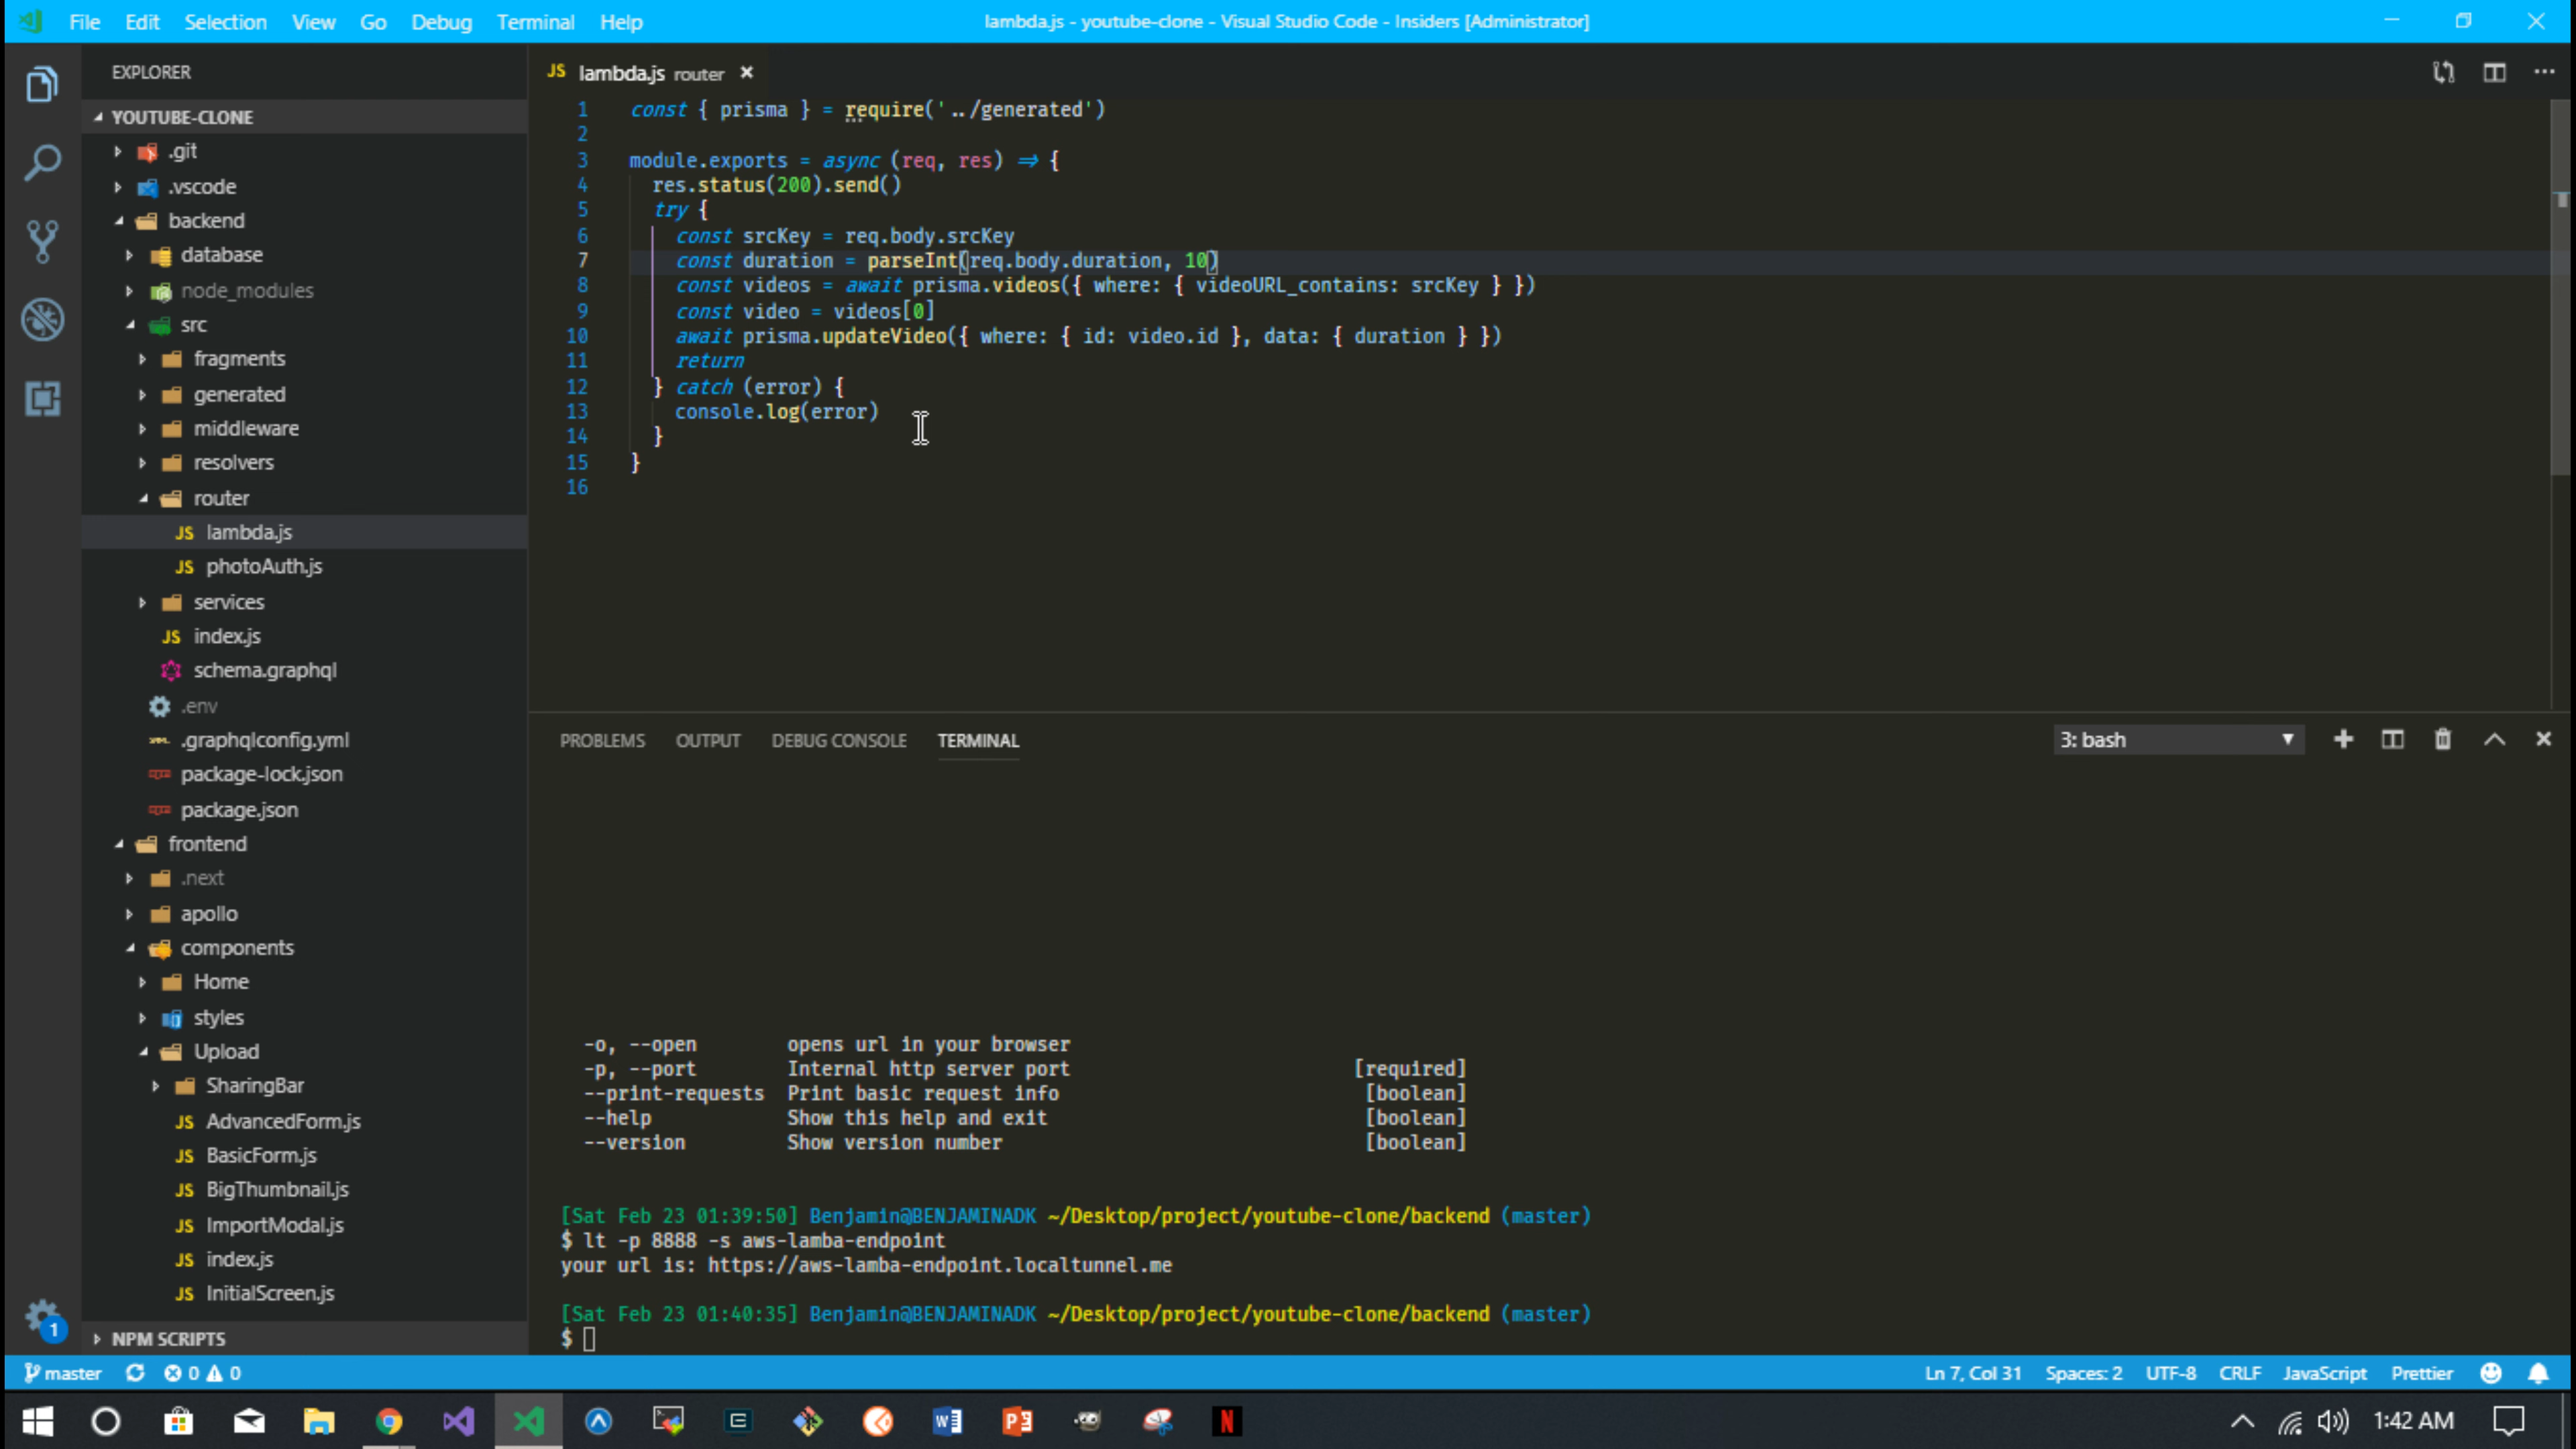 File Edit Selection View Go Debug Terminal Help
lambda.js - youtube-clone - Visual Studio Code - Insiders [Administrator]
EXPLORER
YOUTUBE-CLONE
.git
.vscode
backend
database
node_modules
src
fragments
generated
middleware
resolvers
router
JS lambda.js
JS photoAuth.js
services
JS index.js
schema.graphql
.env
.graphqlconfig.yml
package-lock.json
package.json
frontend
.next
apollo
components
Home
styles
Upload
SharingBar
JS AdvancedForm.js
JS BasicForm.js
JS BigThumbnail.js
JS ImportModal.js
JS index.js
JS InitialScreen.js
NPM SCRIPTS
1
JS lambda.js router
1 const { prisma } = require('../generated')
2
3 module.exports = async (req, res) => {
4 res.status(200).send()
5 try {
6 const srcKey = req.body.srcKey
7 const duration = parseInt(req.body.duration, 10)
8 const videos = await prisma.videos({ where: { videoURL_contains: srcKey } })
9 const video = videos[0]
10 await prisma.updateVideo({ where: { id: video.id }, data: { duration } })
11 return
12 } catch (error) {
13 console.log(error)
14 }
15 }
16
PROBLEMS OUTPUT DEBUG CONSOLE TERMINAL
3: bash
-o, --open opens url in your browser
-p, --port Internal http server port [required]
--print-requests Print basic request info [boolean]
--help Show this help and exit [boolean]
--version Show version number [boolean]
[Sat Feb 23 01:39:50] Benjamin@BENJAMINADK ~/Desktop/project/youtube-clone/backend (master)
$ lt -p 8888 -s aws-lamba-endpoint
your url is: https://aws-lamba-endpoint.localtunnel.me
[Sat Feb 23 01:40:35] Benjamin@BENJAMINADK ~/Desktop/project/youtube-clone/backend (master)
$
master 0 0
Ln 7, Col 31 Spaces: 2 UTF-8 CRLF JavaScript Prettier
1:42 AM